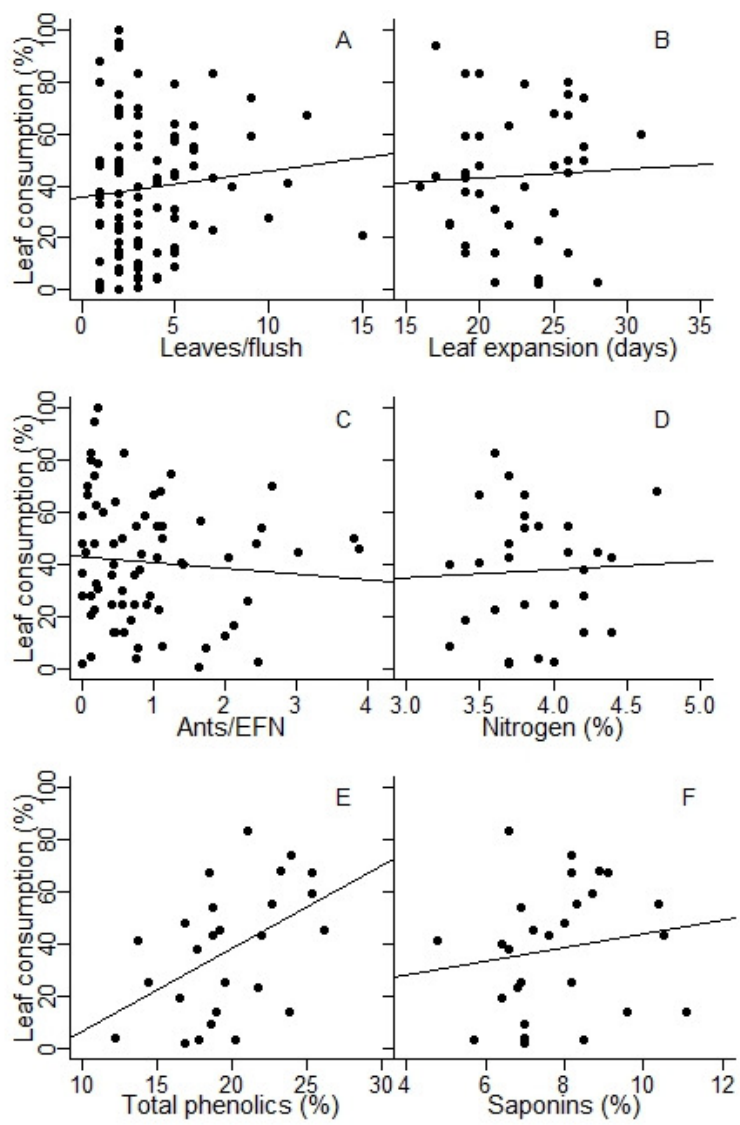 Leaf consumption (%)
0 20 40 60 80 100
A
0 5 10 15
Leaves/flush
B
15 20 25 30 35
Leaf expansion (days)
Leaf consumption (%)
0 20 40 60 80 100
C
0 1 2 3 4
Ants/EFN
D
3.0 3.5 4.0 4.5 5.0
Nitrogen (%)
Leaf consumption (%)
0 20 40 60 80 100
E
10 15 20 25 30
Total phenolics (%)
F
4 6 8 10 12
Saponins (%)